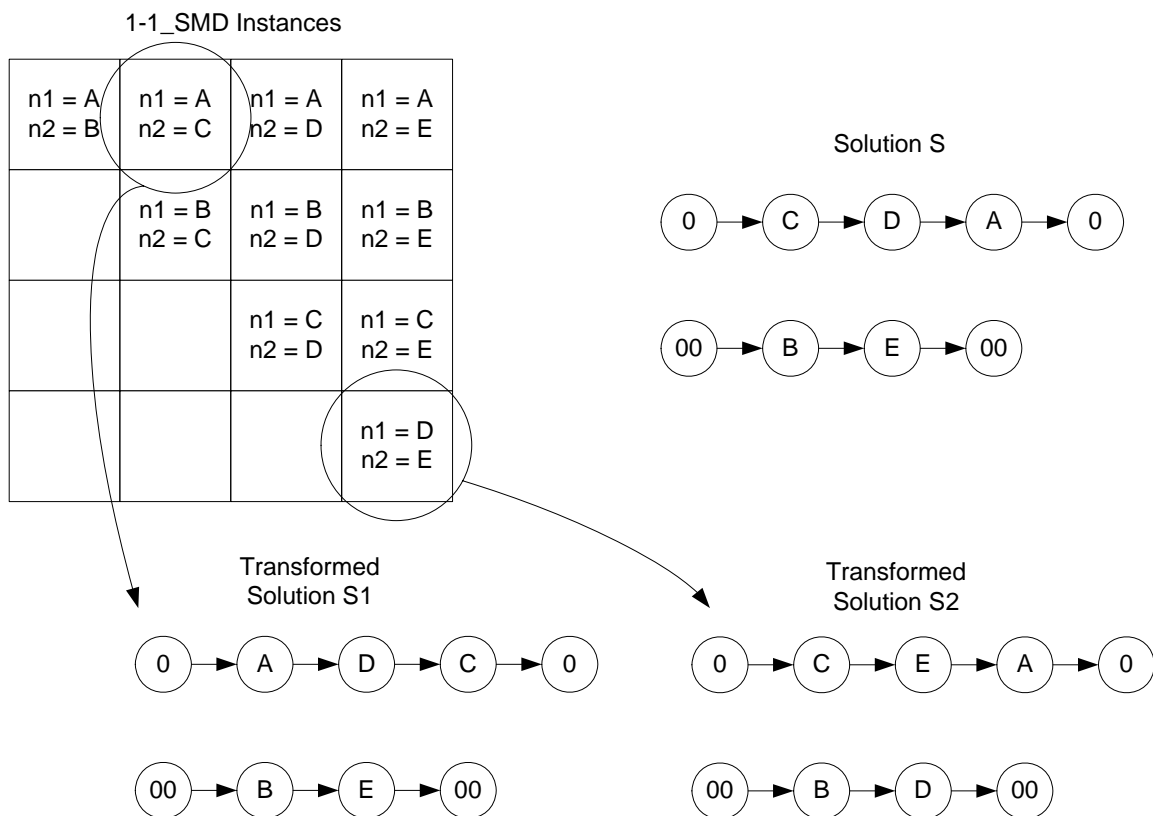 1-1_SMD Instances
n1 = A n1 = A n1 = A n1 = A
n2 = B n2 = C n2 = D n2 = E
n1 = B n1 = B n1 = B
n2 = C n2 = D n2 = E
n1 = C n1 = C
n2 = D n2 = E
n1 = D
n2 = E
Solution S
0 C D A 0
00 B E 00
Transformed
Solution S1
0 A D C 0
00 B E 00
Transformed
Solution S2
0 C E A 0
00 B D 00